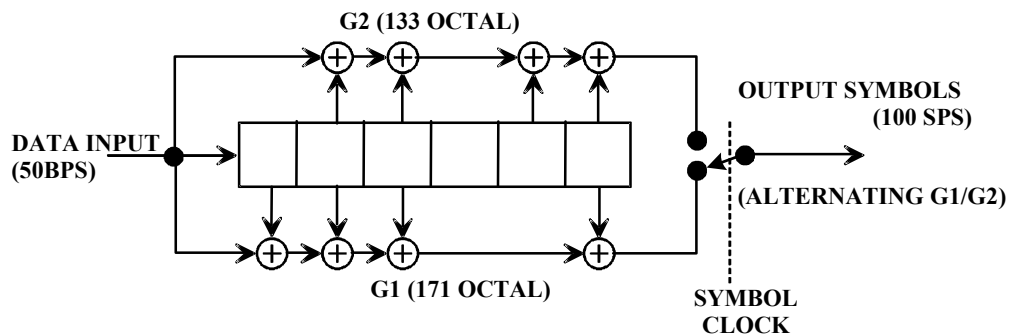 G2 (133 OCTAL)
OUTPUT SYMBOLS
(100 SPS)
DATA INPUT
(50BPS)
(ALTERNATING G1/G2)
G1 (171 OCTAL)
SYMBOL
CLOCK